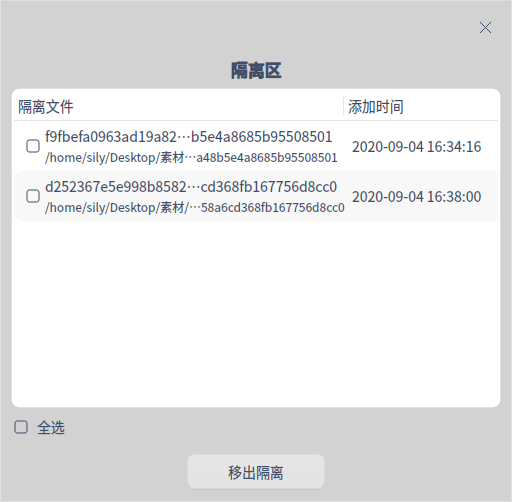 隔离区
隔离文件 添加时间
f9fbefa0963ad19a82···b5e4a8685b95508501 2020-09-04 16:34:16
/home/sily/Desktop/素材···a48b5e4a8685b95508501
d252367e5e998b8582···cd368fb167756d8cc0 2020-09-04 16:38:00
/home/sily/Desktop/素材/···58a6cd368fb167756d8cc0
全选
移出隔离